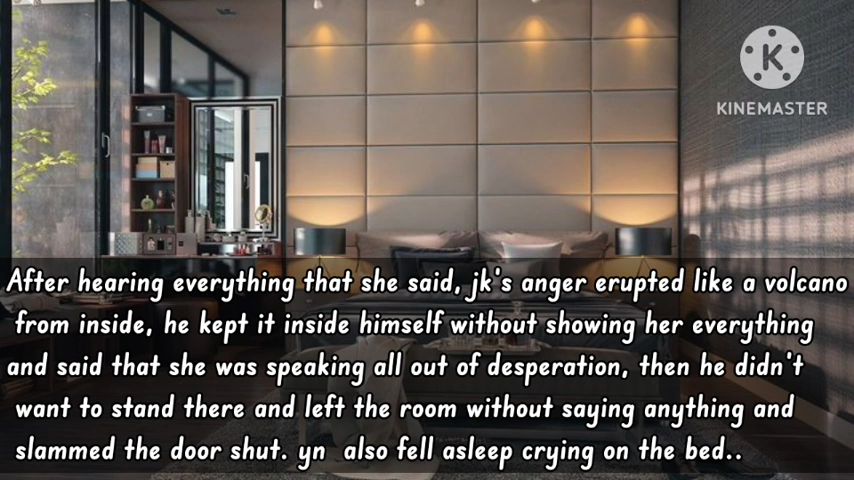 KINEMASTER
After hearing everything that she said, jk's anger erupted like a volcano
from inside, he kept it inside himself without showing her everything
and said that she was speaking all out of desperation, then he didn't
want to stand there and left the room without saying anything and
slammed the door shut. yn also fell asleep crying on the bed..